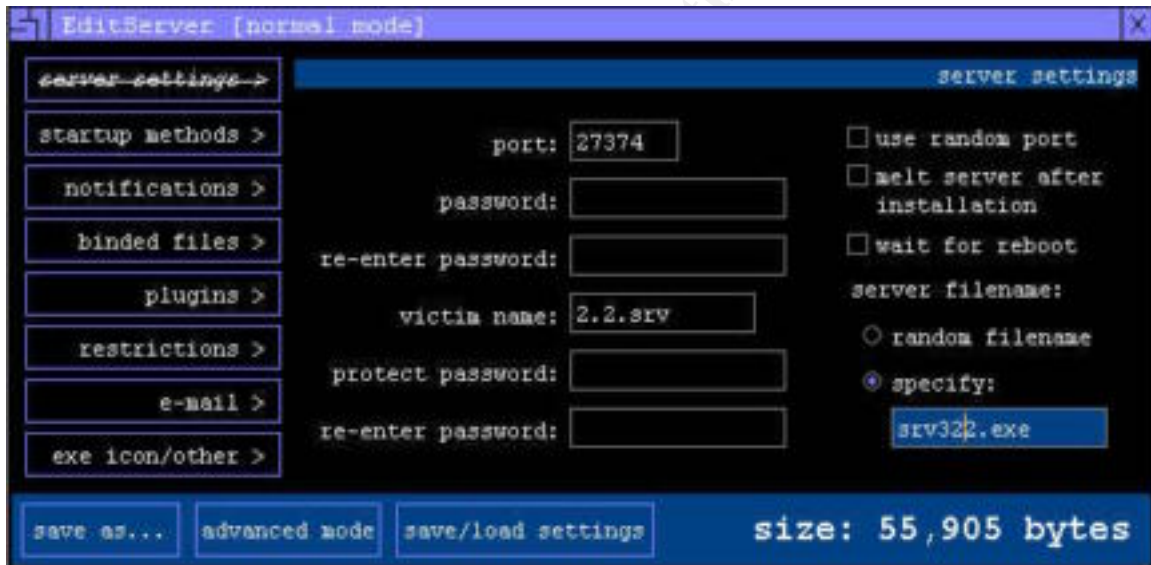 EditServer [normal mode]
server settings >
startup methods >
notifications >
binded files >
plugins >
restrictions >
e-mail >
exe icon/other >
server settings
port: 27374
password:
re-enter password:
victim name: 2.2.srv
protect password:
re-enter password:
use random port
melt server after
installation
wait for reboot
server filename:
random filename
specify:
srv322.exe
save as...
advanced mode
save/load settings
size: 55,905 bytes